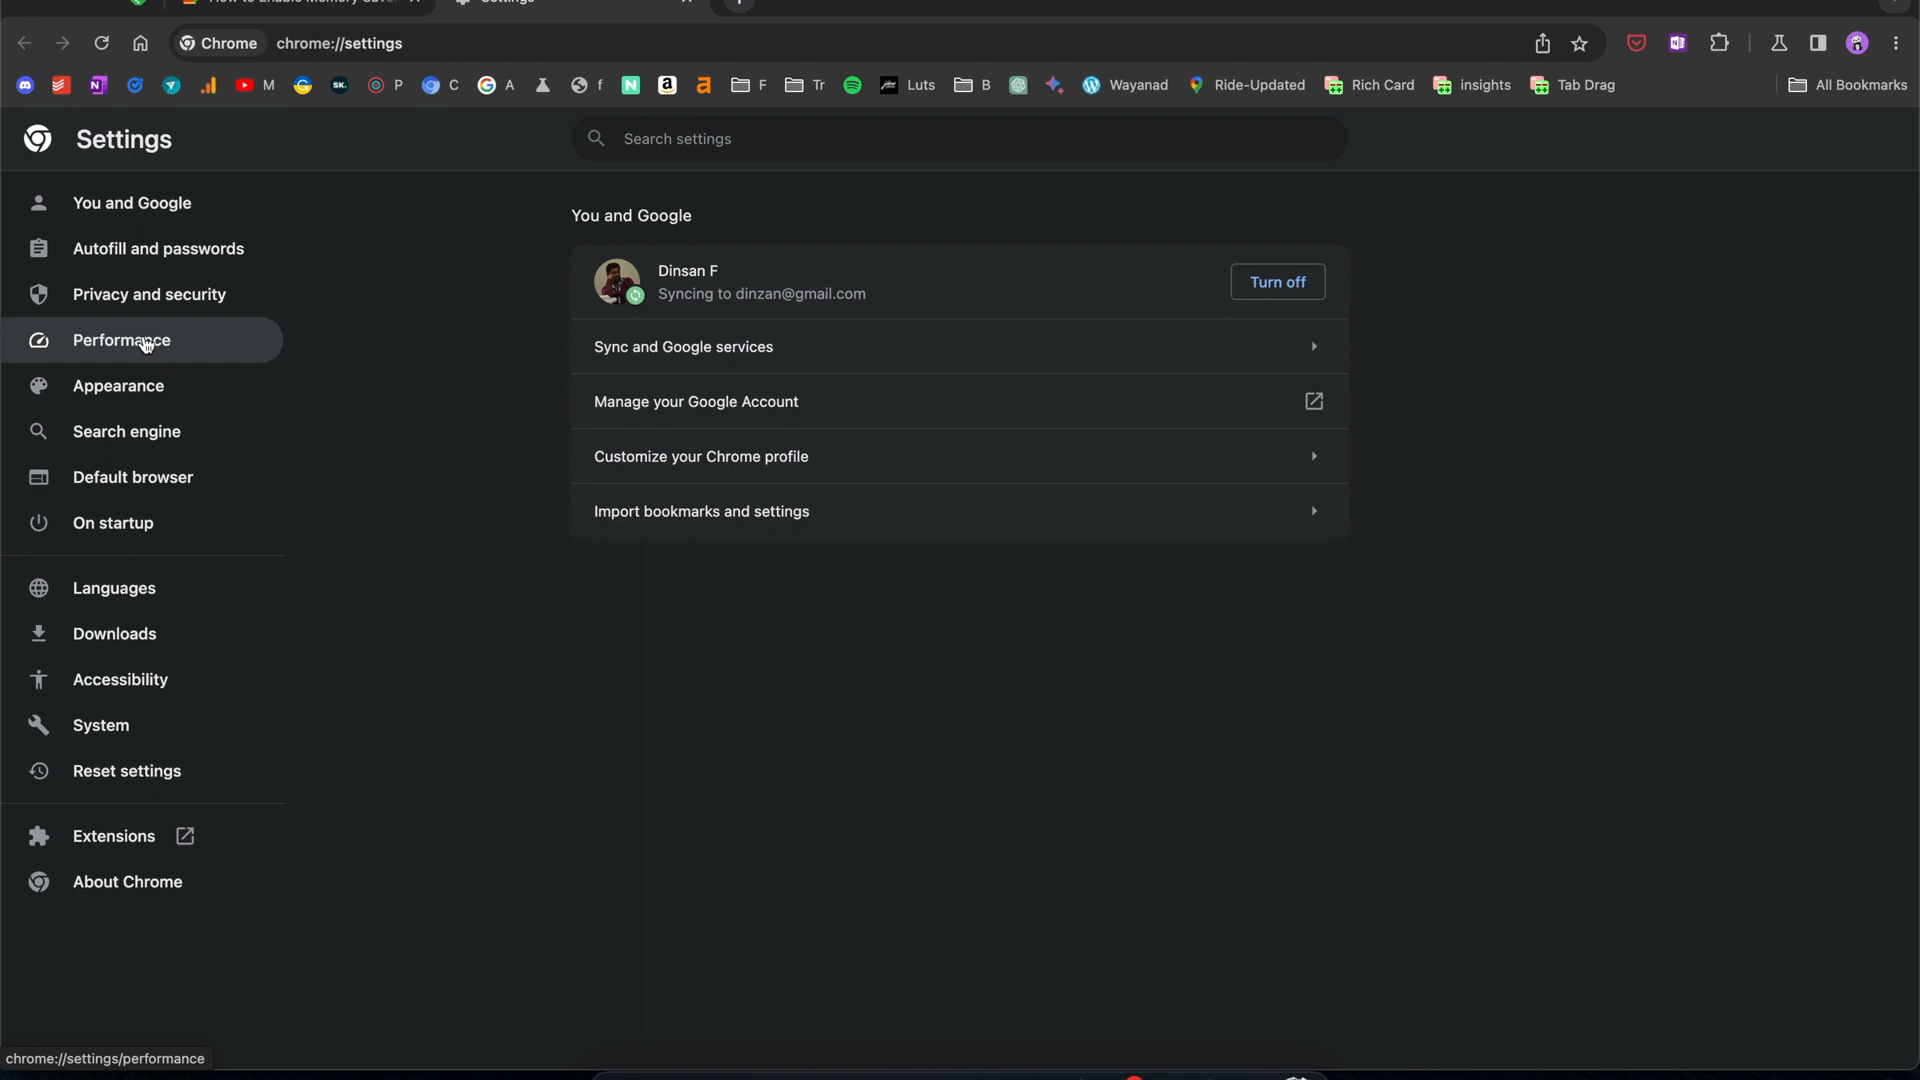 Settings
Chrome
chrome://settings
M
SK.
P
C
A
f
F
Tr
Luts
B
Wayanad
Ride-Updated
Rich Card
insights
Tab Drag
All Bookmarks
Settings
Search settings
You and Google
Autofill and passwords
Privacy and security
Performance
Appearance
Search engine
Default browser
On startup
Languages
Downloads
Accessibility
System
Reset settings
Extensions
About Chrome
You and Google
Dinsan F
Syncing to dinzan@gmail.com
Turn off
Sync and Google services
Manage your Google Account
Customize your Chrome profile
Import bookmarks and settings
chrome://settings/performance